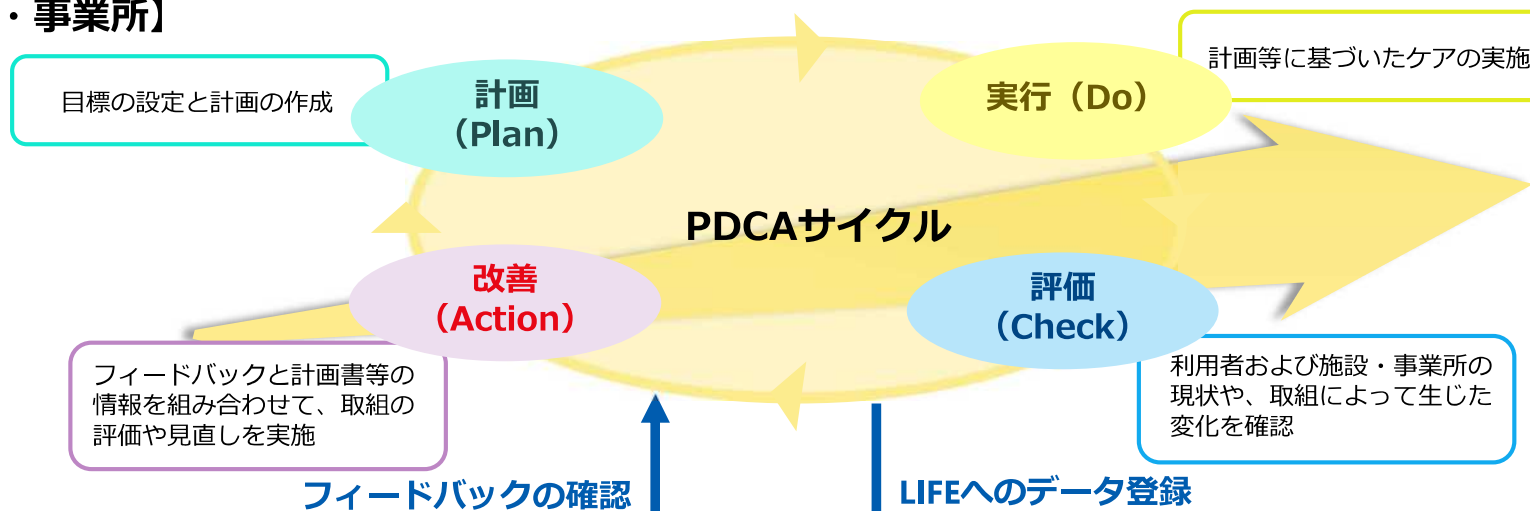 ・事業所】
目標の設定と計画の作成
計画
（Plan）
実行（Do）
計画等に基づいたケアの実施
PDCAサイクル
改善
（Action）
評価
（Check）
フィードバックと計画書等の
情報を組み合わせて、取組の
評価や見直しを実施
利用者および施設・事業所の
現状や、取組によって生じた
変化を確認
フィードバックの確認
LIFEへのデータ登録